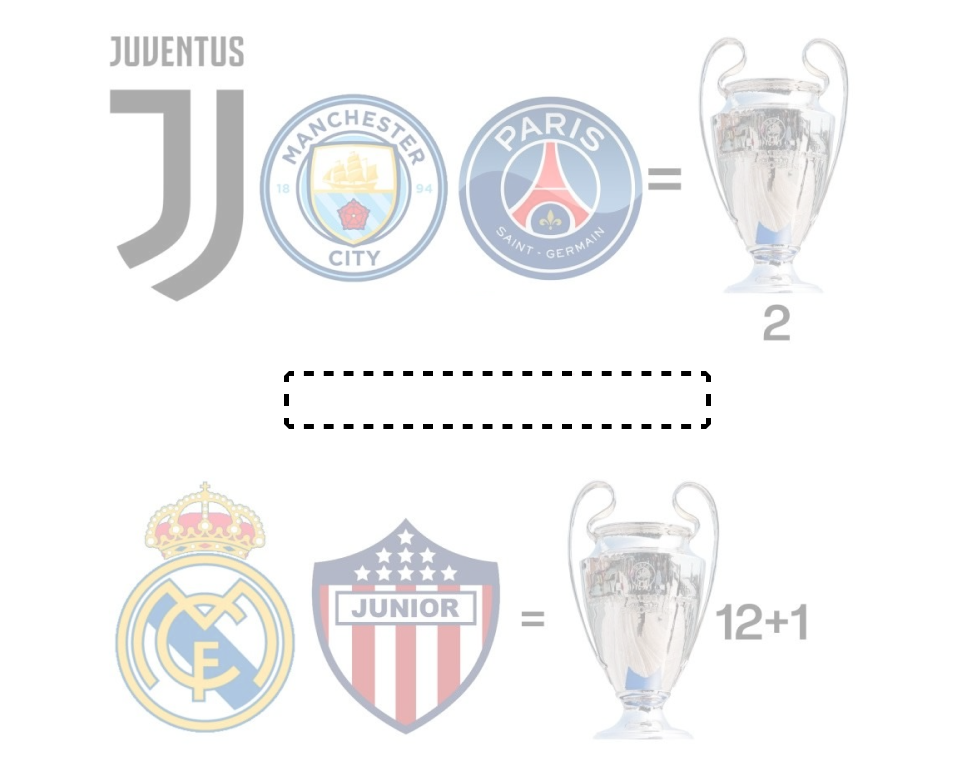 JUVENTUS
MANCHESTER
18 94
CITY
PARIS
SAINT-GERMAIN
=
2
JUNIOR
=
12+1